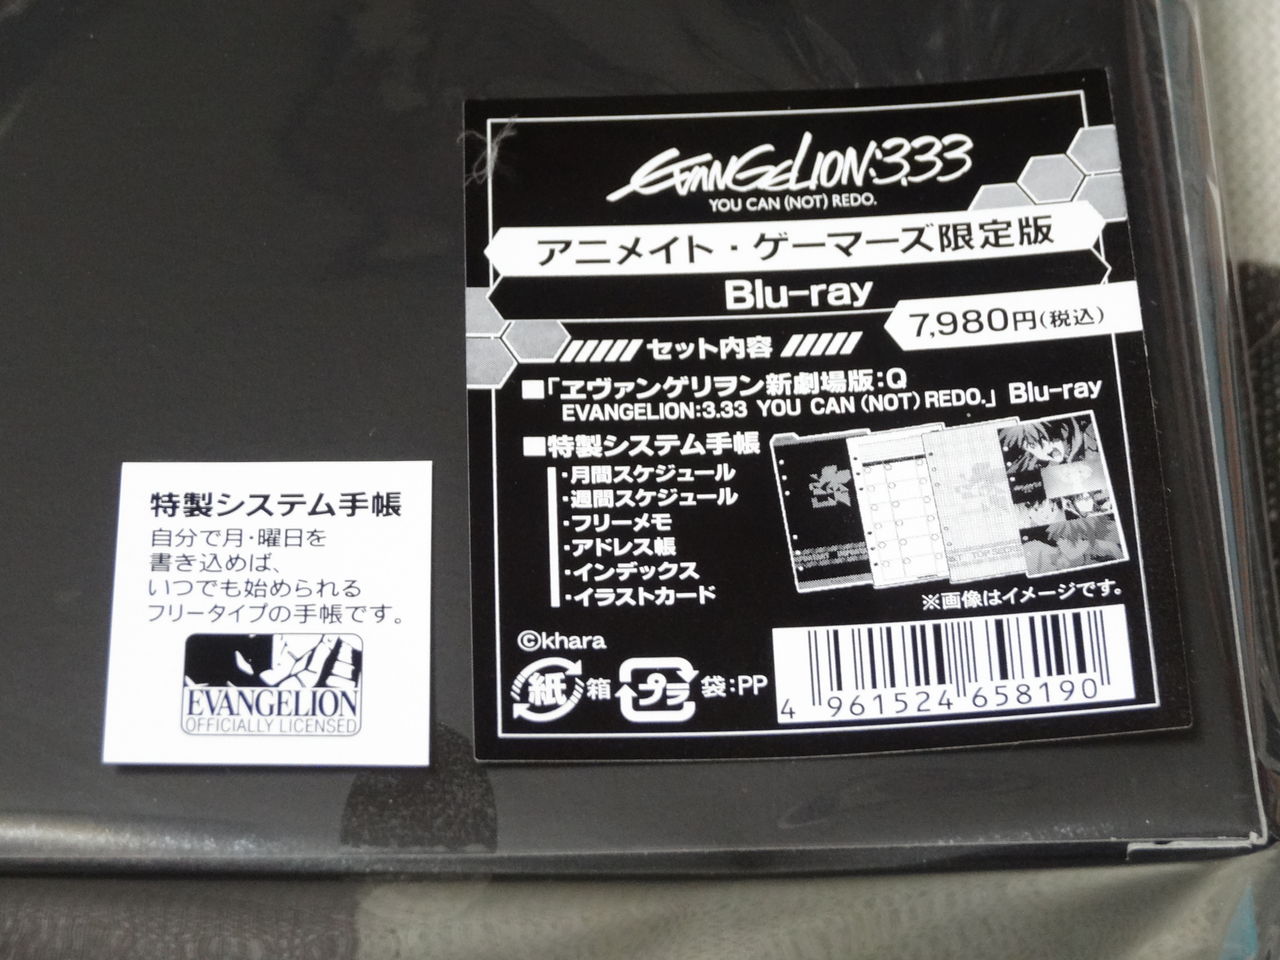 EVANGELION:3.33
YOU CAN (NOT) REDO.
アニメイト・ゲーマーズ限定版
Blu-ray
7,980円(税込)
セット内容
■「ヱヴァンゲリヲン新劇場版:Q
EVANGELION:3.33 YOU CAN (NOT) REDO.」 Blu-ray
■特製システム手帳
・月間スケジュール
・週間スケジュール
・フリーメモ
・アドレス帳
・インデックス
・イラストカード
※画像はイメージです。
©khara
紙 箱 プラ 袋:PP
4 961524 658190
特製システム手帳
自分で月・曜日を
書き込めば、
いつでも始められる
フリータイプの手帳です。
EVANGELION
OFFICIALLY LICENSED